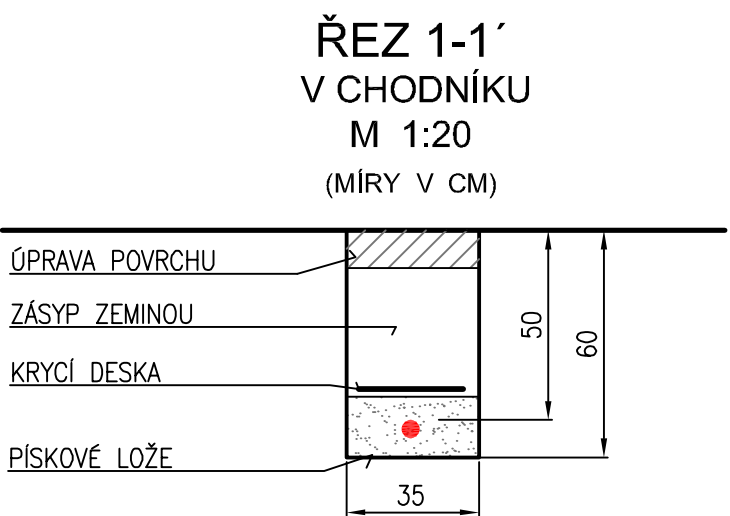 ŘEZ 1-1´
V CHODNÍKU
M 1:20
(MÍRY V CM)
ÚPRAVA POVRCHU
ZÁSYP ZEMINOU
KRYCÍ DESKA
PÍSKOVÉ LOŽE
50
60
35